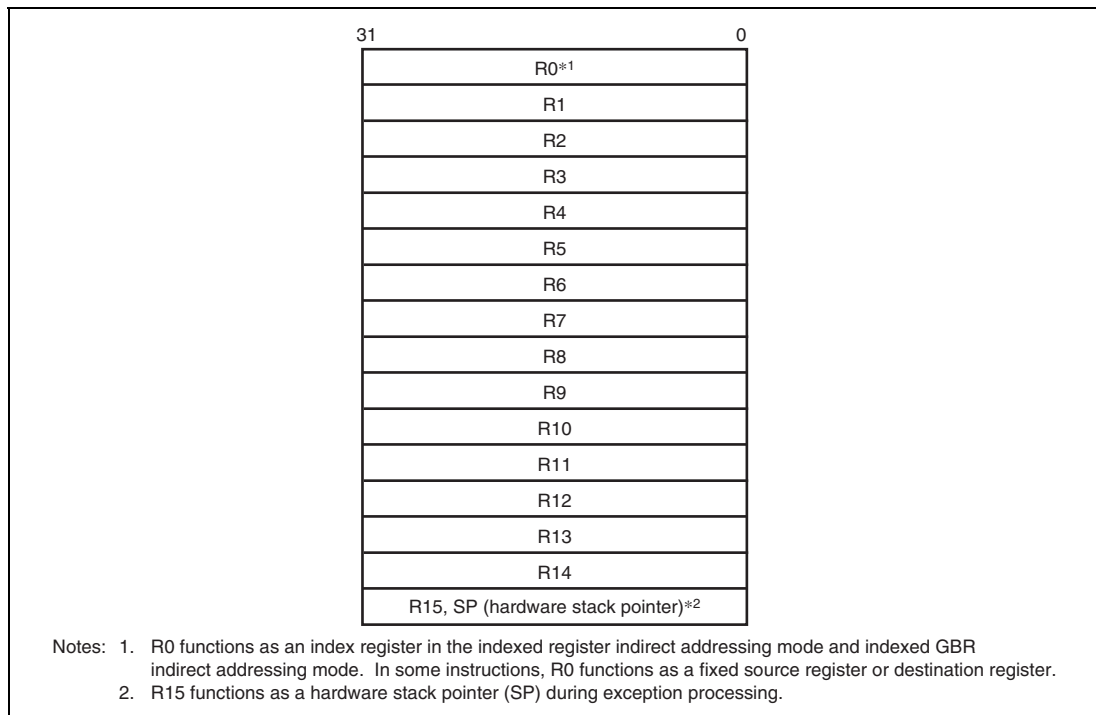 31 0
R0*1
R1
R2
R3
R4
R5
R6
R7
R8
R9
R10
R11
R12
R13
R14
R15, SP (hardware stack pointer)*2
Notes: 1. R0 functions as an index register in the indexed register indirect addressing mode and indexed GBR
indirect addressing mode. In some instructions, R0 functions as a fixed source register or destination register.
2. R15 functions as a hardware stack pointer (SP) during exception processing.